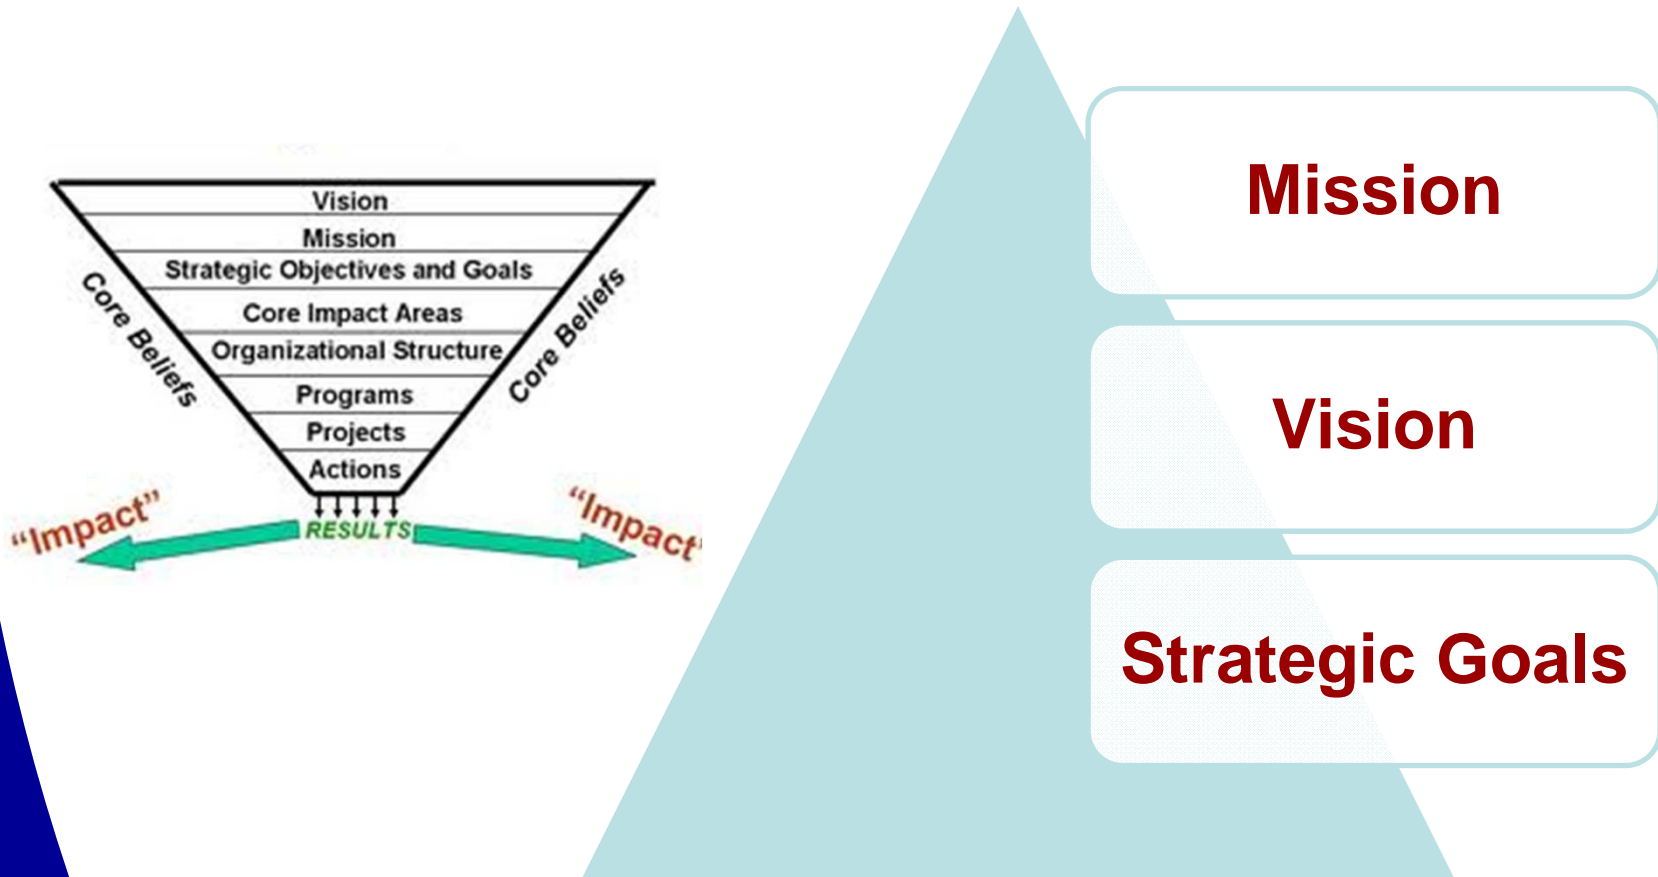 Vision
Mission
Strategic Objectives and Goals
Core Impact Areas
Organizational Structure
Programs
Projects
Actions
Core Beliefs
Core Beliefs
“Impact”
RESULTS
“Impact”
Mission
Vision
Strategic Goals